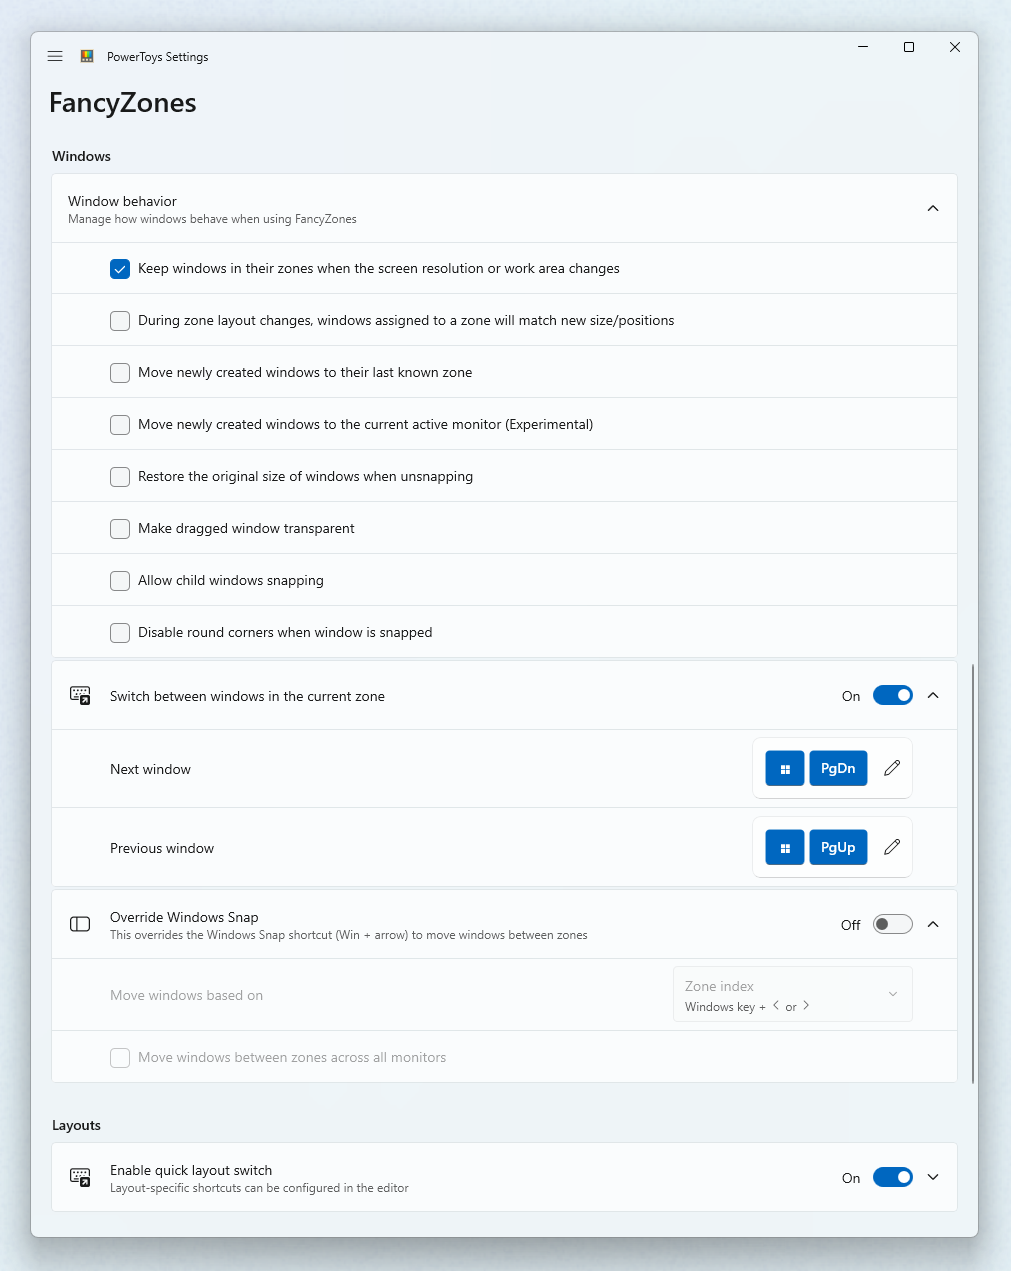 PowerToys Settings
FancyZones
Windows
Window behavior
Manage how windows behave when using FancyZones
Keep windows in their zones when the screen resolution or work area changes
During zone layout changes, windows assigned to a zone will match new size/positions
Move newly created windows to their last known zone
Move newly created windows to the current active monitor (Experimental)
Restore the original size of windows when unsnapping
Make dragged window transparent
Allow child windows snapping
Disable round corners when window is snapped
Switch between windows in the current zone
On
Next window
PgDn
Previous window
PgUp
Override Windows Snap
This overrides the Windows Snap shortcut (Win + arrow) to move windows between zones
Off
Move windows based on
Zone index
Windows key + < or >
Move windows between zones across all monitors
Layouts
Enable quick layout switch
Layout-specific shortcuts can be configured in the editor
On